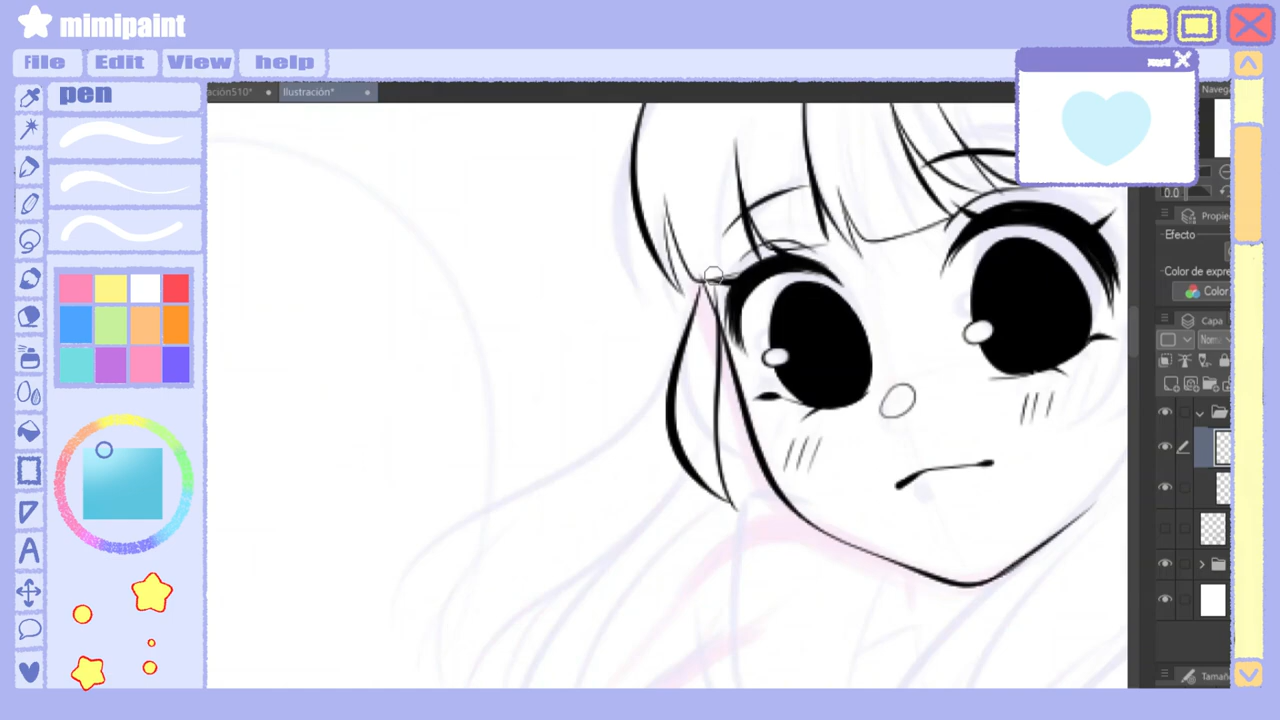 mimipaint
File Edit View help
pen
ación510*
Ilustración*
Navega
0.0
Propie
Efecto
Color de expre
Color
Capa
Norm
A
Tamañ